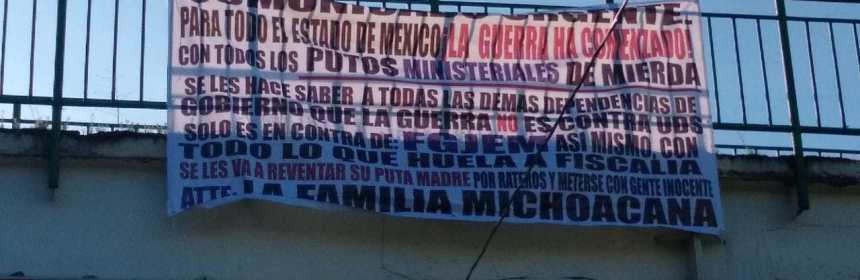 COMUNICADO URGENTE:
PARA TODO EL ESTADO DE MEXICO ¡LA GUERRA HA COMENZADO!
CON TODOS LOS PUTOS MINISTERIALES DE MIERDA
SE LES HACE SABER A TODAS LAS DEMAS DEPENDENCIAS DE
GOBIERNO QUE LA GUERRA NO ES CONTRA UDS
SOLO ES EN CONTRA DE: FGJEM, ASI MISMO, CON
TODO LO QUE HUELA A FISCALIA
SE LES VA A REVENTAR SU PUTA MADRE POR RATEROS Y METERSE CON GENTE INOCENTE
ATTE: LA FAMILIA MICHOACANA